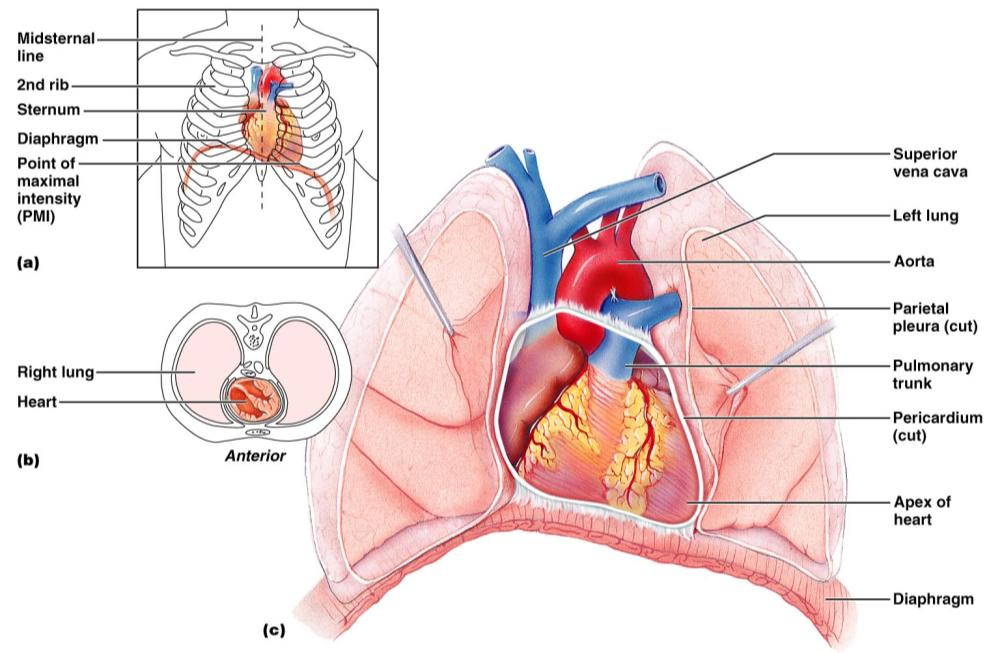 Midsternal
line
2nd rib
Sternum
Diaphragm
Point of
maximal
intensity
(PMI)
(a)
Right lung
Heart
Anterior
(b)
Superior
vena cava
Left lung
Aorta
Parietal
pleura (cut)
Pulmonary
trunk
Pericardium
(cut)
Apex of
heart
Diaphragm
(c)